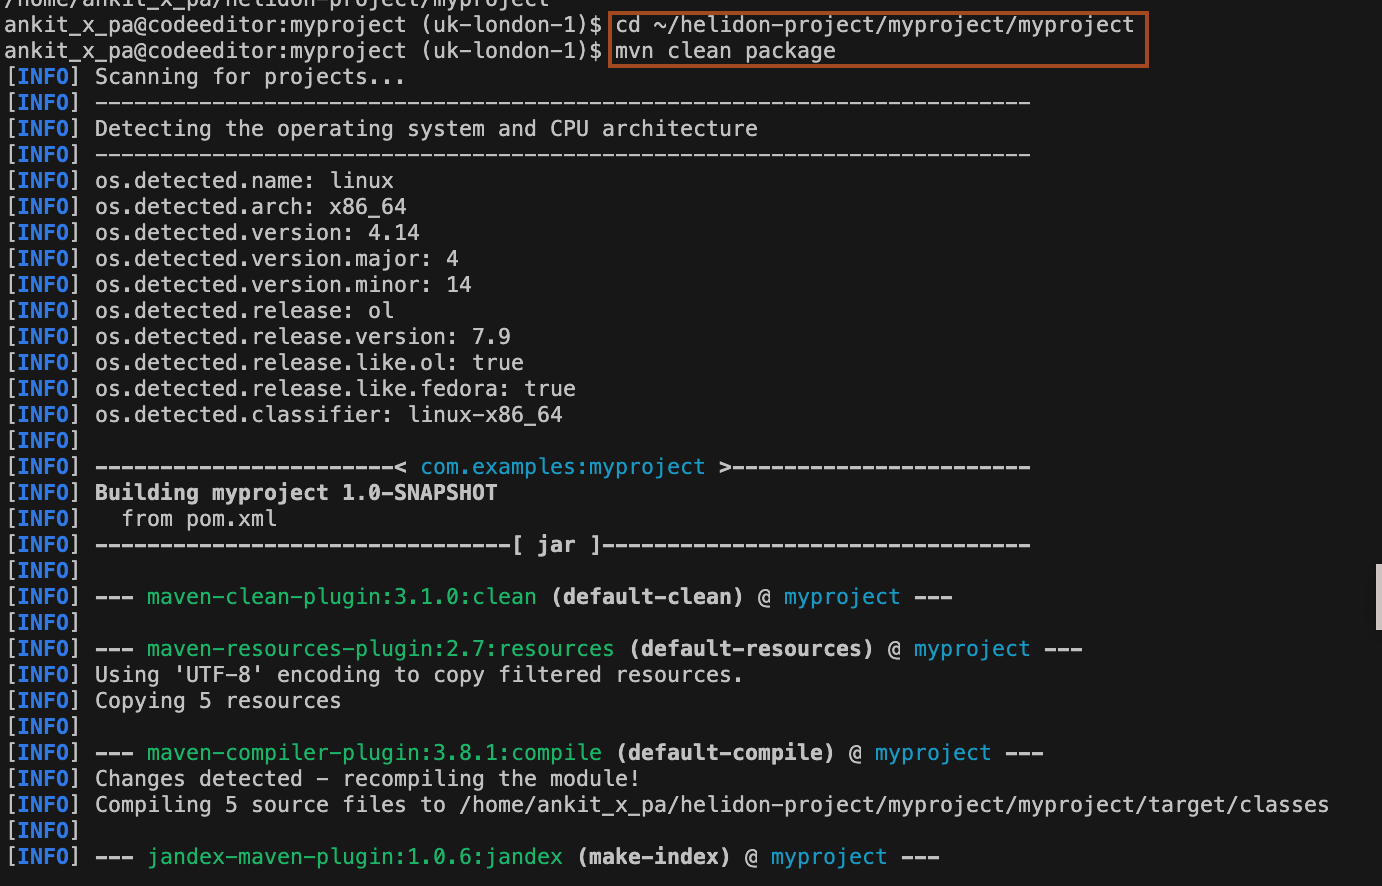 /home/ankit_x_pa/helidon-project/myproject
ankit_x_pa@codeeditor:myproject (uk-london-1)$ cd ~/helidon-project/myproject/myproject
ankit_x_pa@codeeditor:myproject (uk-london-1)$ mvn clean package
[INFO] Scanning for projects...
[INFO] ------------------------------------------------------------------------
[INFO] Detecting the operating system and CPU architecture
[INFO] ------------------------------------------------------------------------
[INFO] os.detected.name: linux
[INFO] os.detected.arch: x86_64
[INFO] os.detected.version: 4.14
[INFO] os.detected.version.major: 4
[INFO] os.detected.version.minor: 14
[INFO] os.detected.release: ol
[INFO] os.detected.release.version: 7.9
[INFO] os.detected.release.like.ol: true
[INFO] os.detected.release.like.fedora: true
[INFO] os.detected.classifier: linux-x86_64
[INFO]
[INFO] -----------------------< com.examples:myproject >-----------------------
[INFO] Building myproject 1.0-SNAPSHOT
[INFO]   from pom.xml
[INFO] --------------------------------[ jar ]---------------------------------
[INFO]
[INFO] --- maven-clean-plugin:3.1.0:clean (default-clean) @ myproject ---
[INFO]
[INFO] --- maven-resources-plugin:2.7:resources (default-resources) @ myproject ---
[INFO] Using 'UTF-8' encoding to copy filtered resources.
[INFO] Copying 5 resources
[INFO]
[INFO] --- maven-compiler-plugin:3.8.1:compile (default-compile) @ myproject ---
[INFO] Changes detected - recompiling the module!
[INFO] Compiling 5 source files to /home/ankit_x_pa/helidon-project/myproject/myproject/target/classes
[INFO]
[INFO] --- jandex-maven-plugin:1.0.6:jandex (make-index) @ myproject ---